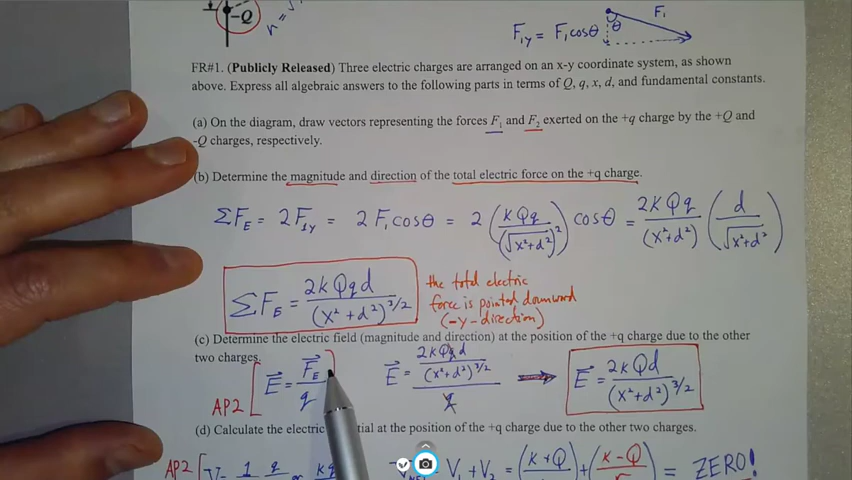 -Q
r = √
F₁y = F₁cosθ
θ
F₁
FR#1. (Publicly Released) Three electric charges are arranged on an x-y coordinate system, as shown
above. Express all algebraic answers to the following parts in terms of Q, q, x, d, and fundamental constants.
(a) On the diagram, draw vectors representing the forces F₁ and F₂ exerted on the +q charge by the +Q and
-Q charges, respectively.
(b) Determine the magnitude and direction of the total electric force on the +q charge.
ΣF_E = 2F₁y = 2F₁cosθ = 2(kQq/(√(x²+d²))²) cosθ = 2kQq/(x²+d²) (d/√(x²+d²))
ΣF_E = 2kQqd/(x²+d²)^(3/2)
the total electric
force is pointed downward
(-y-direction)
(c) Determine the electric field (magnitude and direction) at the position of the +q charge due to the other
two charges.
AP2 [E⃗ = F⃗_E/q]
E⃗ = (2kQqd/(x²+d²)^(3/2))/q → E⃗ = 2kQd/(x²+d²)^(3/2)
(d) Calculate the electric tial at the position of the +q charge due to the other two charges.
AP2 [V= 1 q or kq
V₁ + V₂ = (k+Q) + (k-Q) = ZERO!